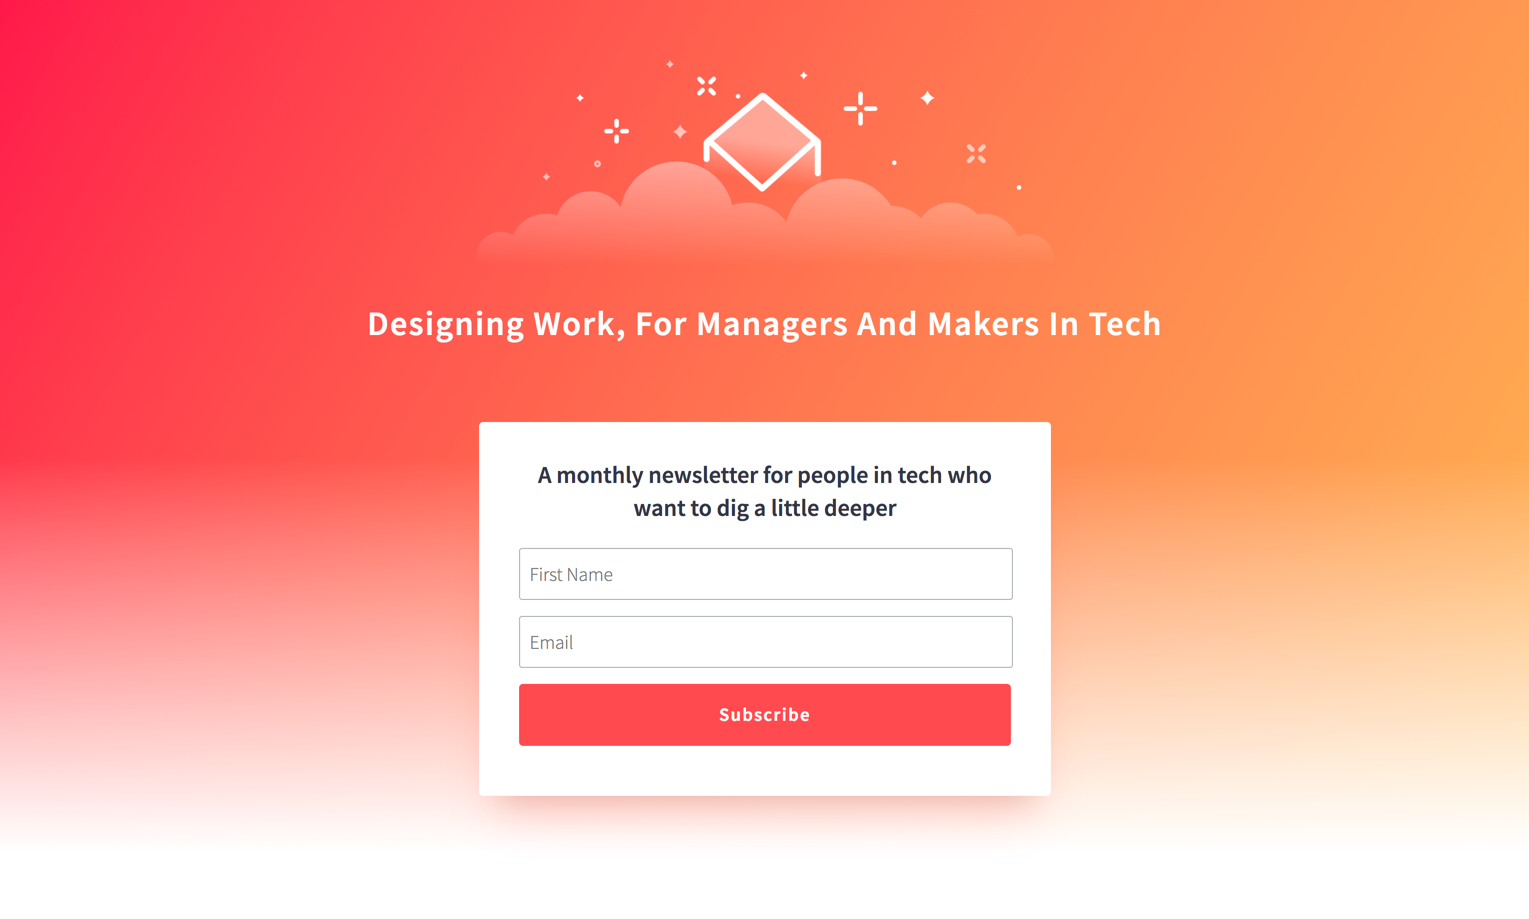 Designing Work, For Managers And Makers In Tech
A monthly newsletter for people in tech who
want to dig a little deeper
First Name
Email
Subscribe